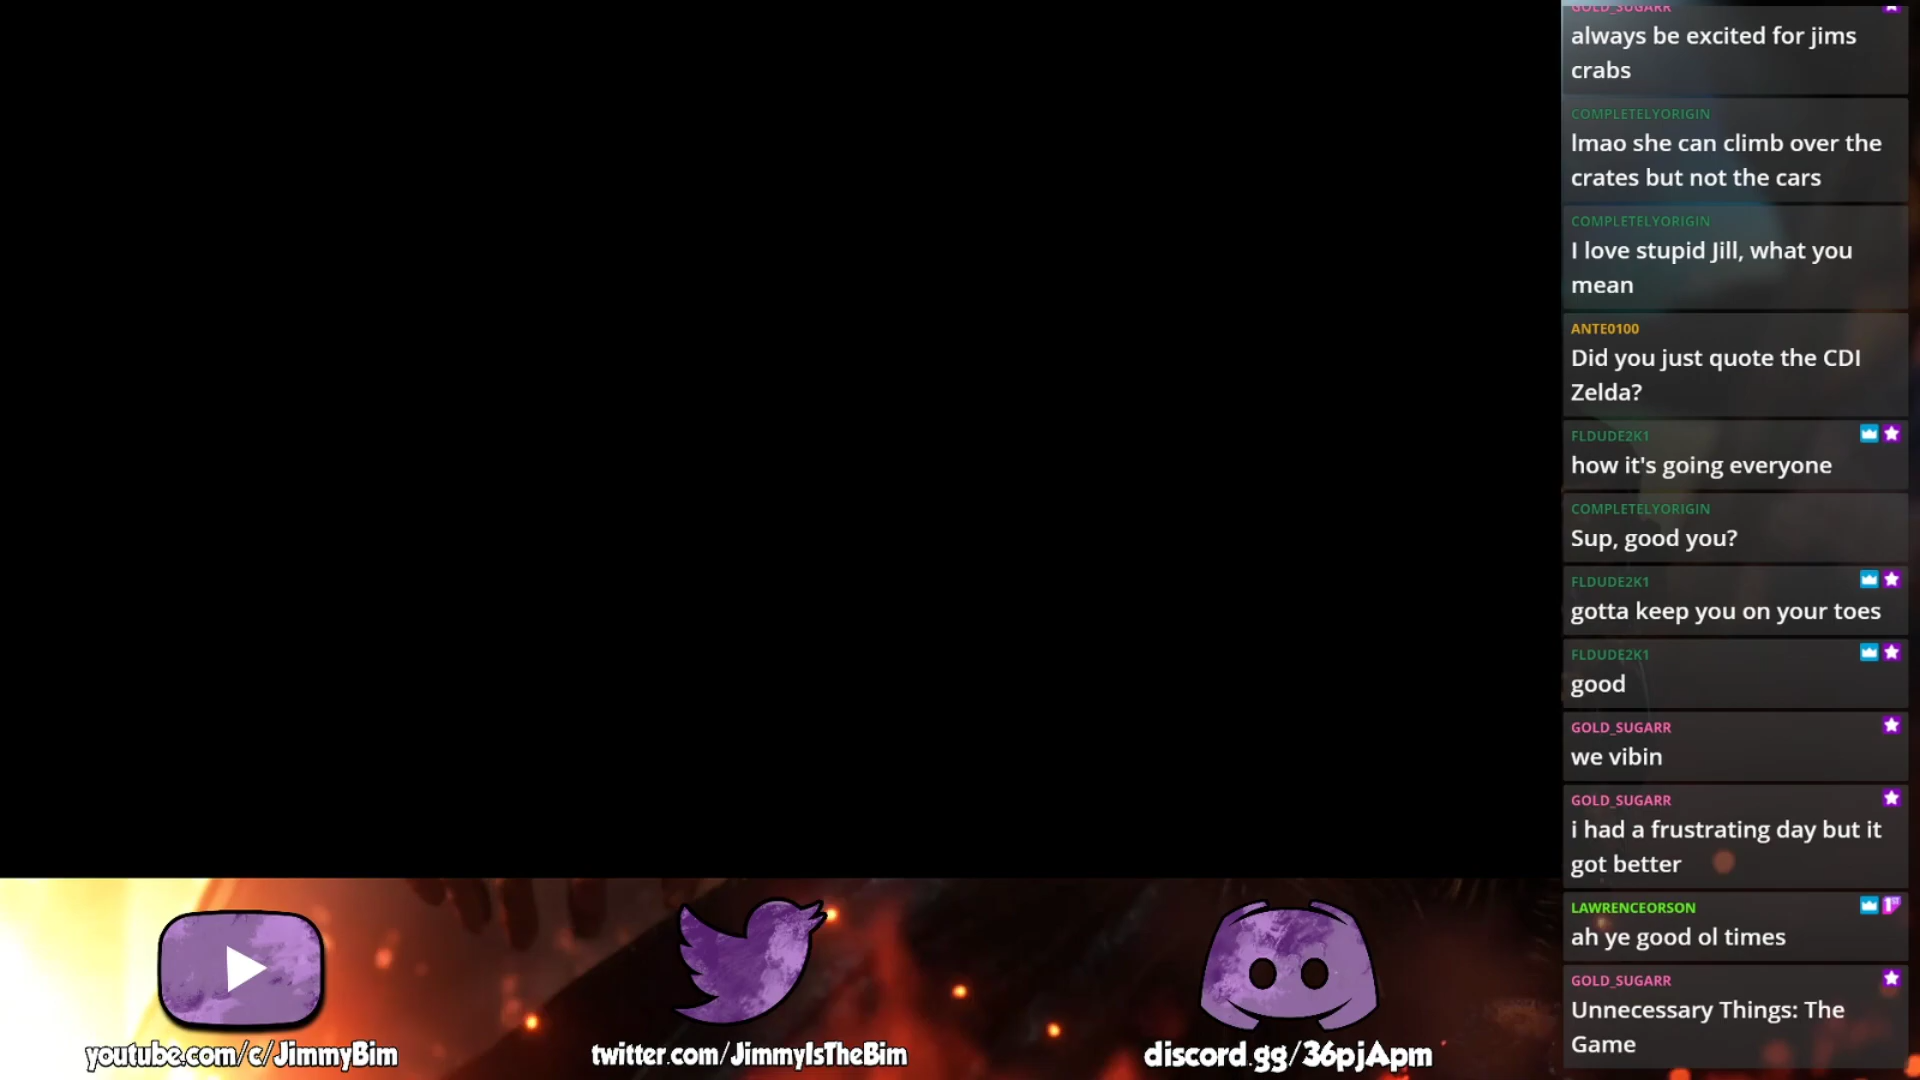 GOLD_SUGARR
always be excited for jims
crabs
COMPLETELYORIGIN
lmao she can climb over the
crates but not the cars
COMPLETELYORIGIN
I love stupid Jill, what you
mean
ANTE0100
Did you just quote the CDI
Zelda?
FLDUDE2K1
how it's going everyone
COMPLETELYORIGIN
Sup, good you?
FLDUDE2K1
gotta keep you on your toes
FLDUDE2K1
good
GOLD_SUGARR
we vibin
GOLD_SUGARR
i had a frustrating day but it
got better
LAWRENCEORSON
ah ye good ol times
GOLD_SUGARR
Unnecessary Things: The
Game
youtube.com/c/JimmyBim
twitter.com/JimmyIsTheBim
discord.gg/36pjApm